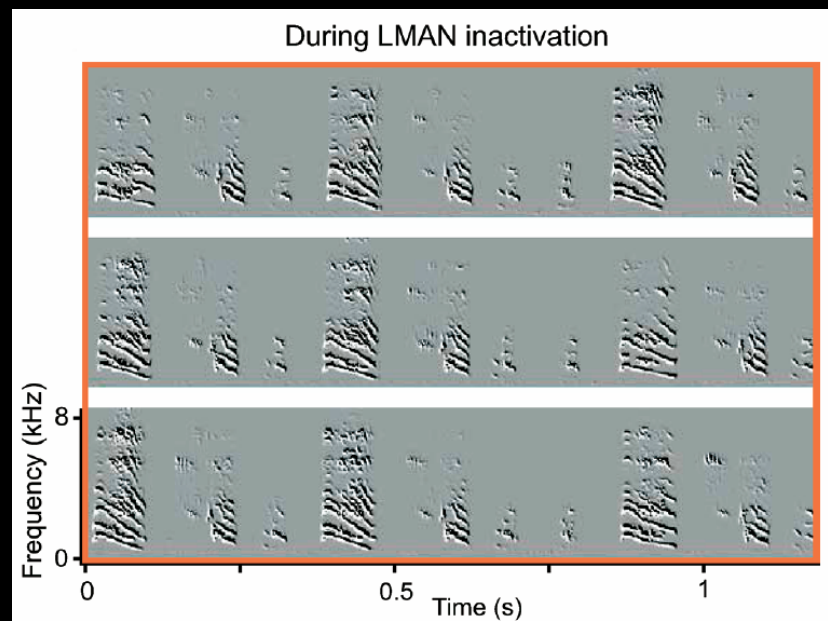 During LMAN inactivation
Frequency (kHz)
8
0
0
0.5
1
Time (s)